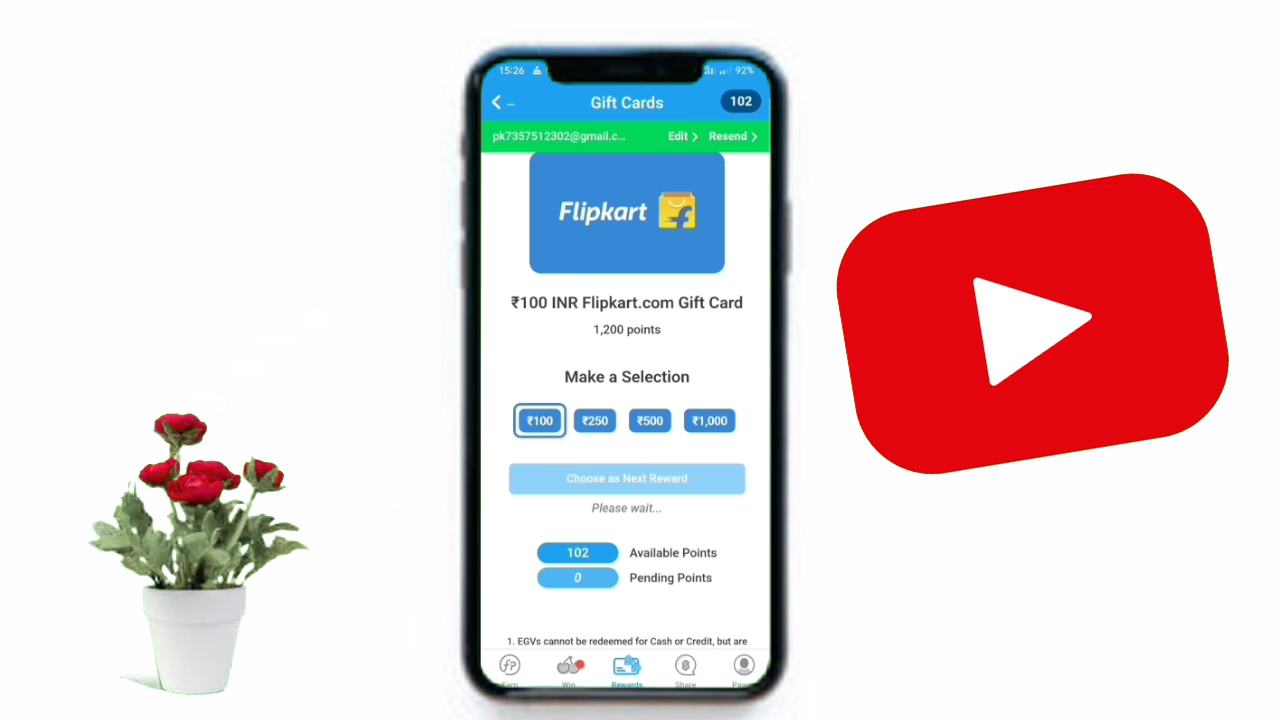 15:26 92%
... Gift Cards 102
pk7357512302@gmail.c... Edit Resend
Flipkart
₹100 INR Flipkart.com Gift Card
1,200 points
Make a Selection
₹100 ₹250 ₹500 ₹1,000
Choose as Next Reward
Please wait...
102 Available Points
0 Pending Points
1. EGVs cannot be redeemed for Cash or Credit, but are
fp
Earn Win Rewards Share